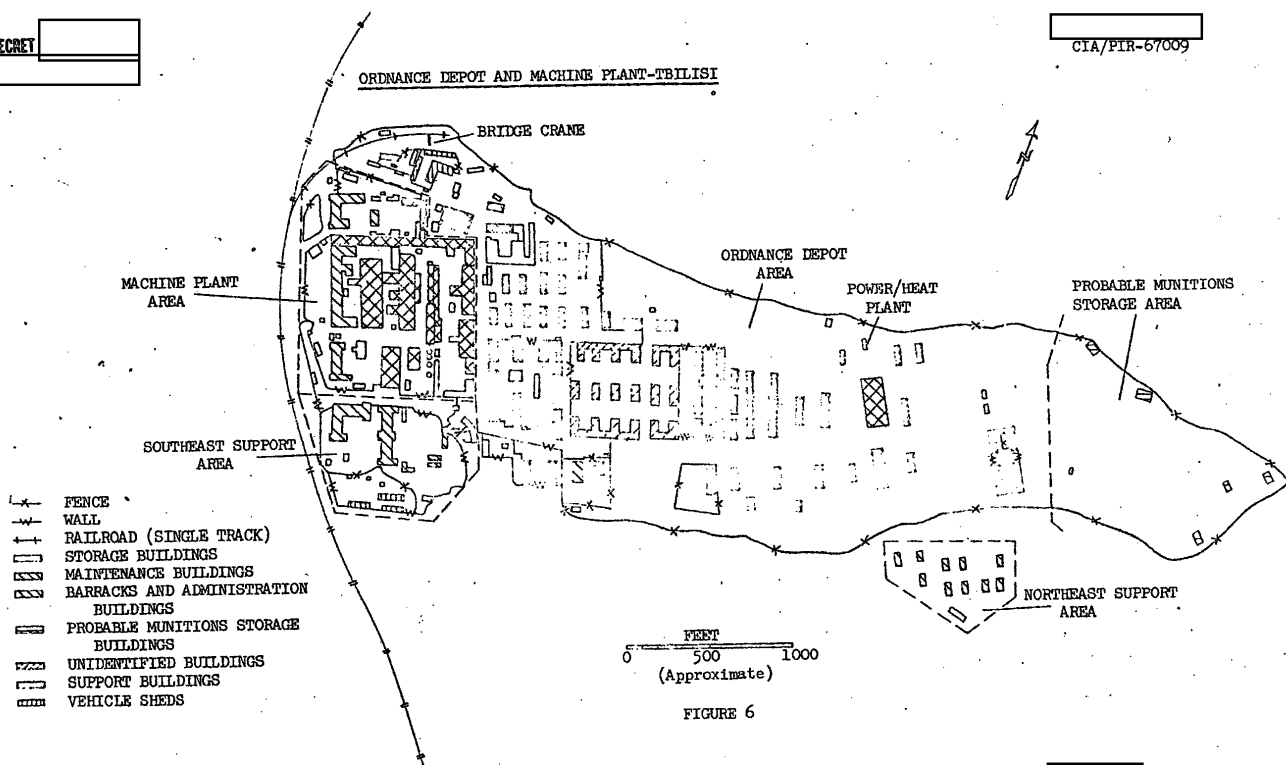 ECRET
CIA/PIR-67009
ORDNANCE DEPOT AND MACHINE PLANT-TBILISI
BRIDGE CRANE
ORDNANCE DEPOT
AREA
POWER/HEAT
PLANT
PROBABLE MUNITIONS
STORAGE AREA
MACHINE PLANT
AREA
SOUTHEAST SUPPORT
AREA
FENCE
WALL
RAILROAD (SINGLE TRACK)
STORAGE BUILDINGS
MAINTENANCE BUILDINGS
BARRACKS AND ADMINISTRATION
BUILDINGS
PROBABLE MUNITIONS STORAGE
BUILDINGS
UNIDENTIFIED BUILDINGS
SUPPORT BUILDINGS
VEHICLE SHEDS
NORTHEAST SUPPORT
AREA
FEET
0 500 1000
(Approximate)
FIGURE 6